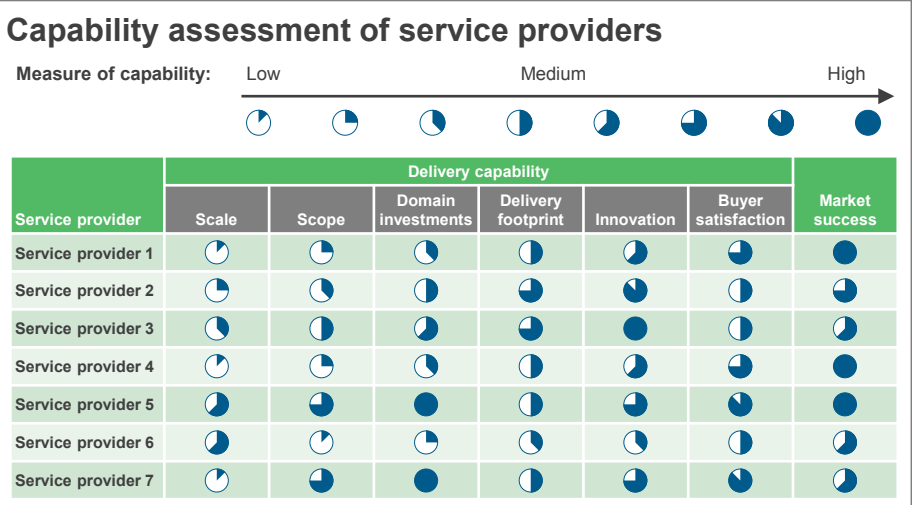 Capability assessment of service providers
Measure of capability: Low Medium High
Delivery capability
Service provider Scale Scope Domain investments Delivery footprint Innovation Buyer satisfaction Market success
Service provider 1
Service provider 2
Service provider 3
Service provider 4
Service provider 5
Service provider 6
Service provider 7